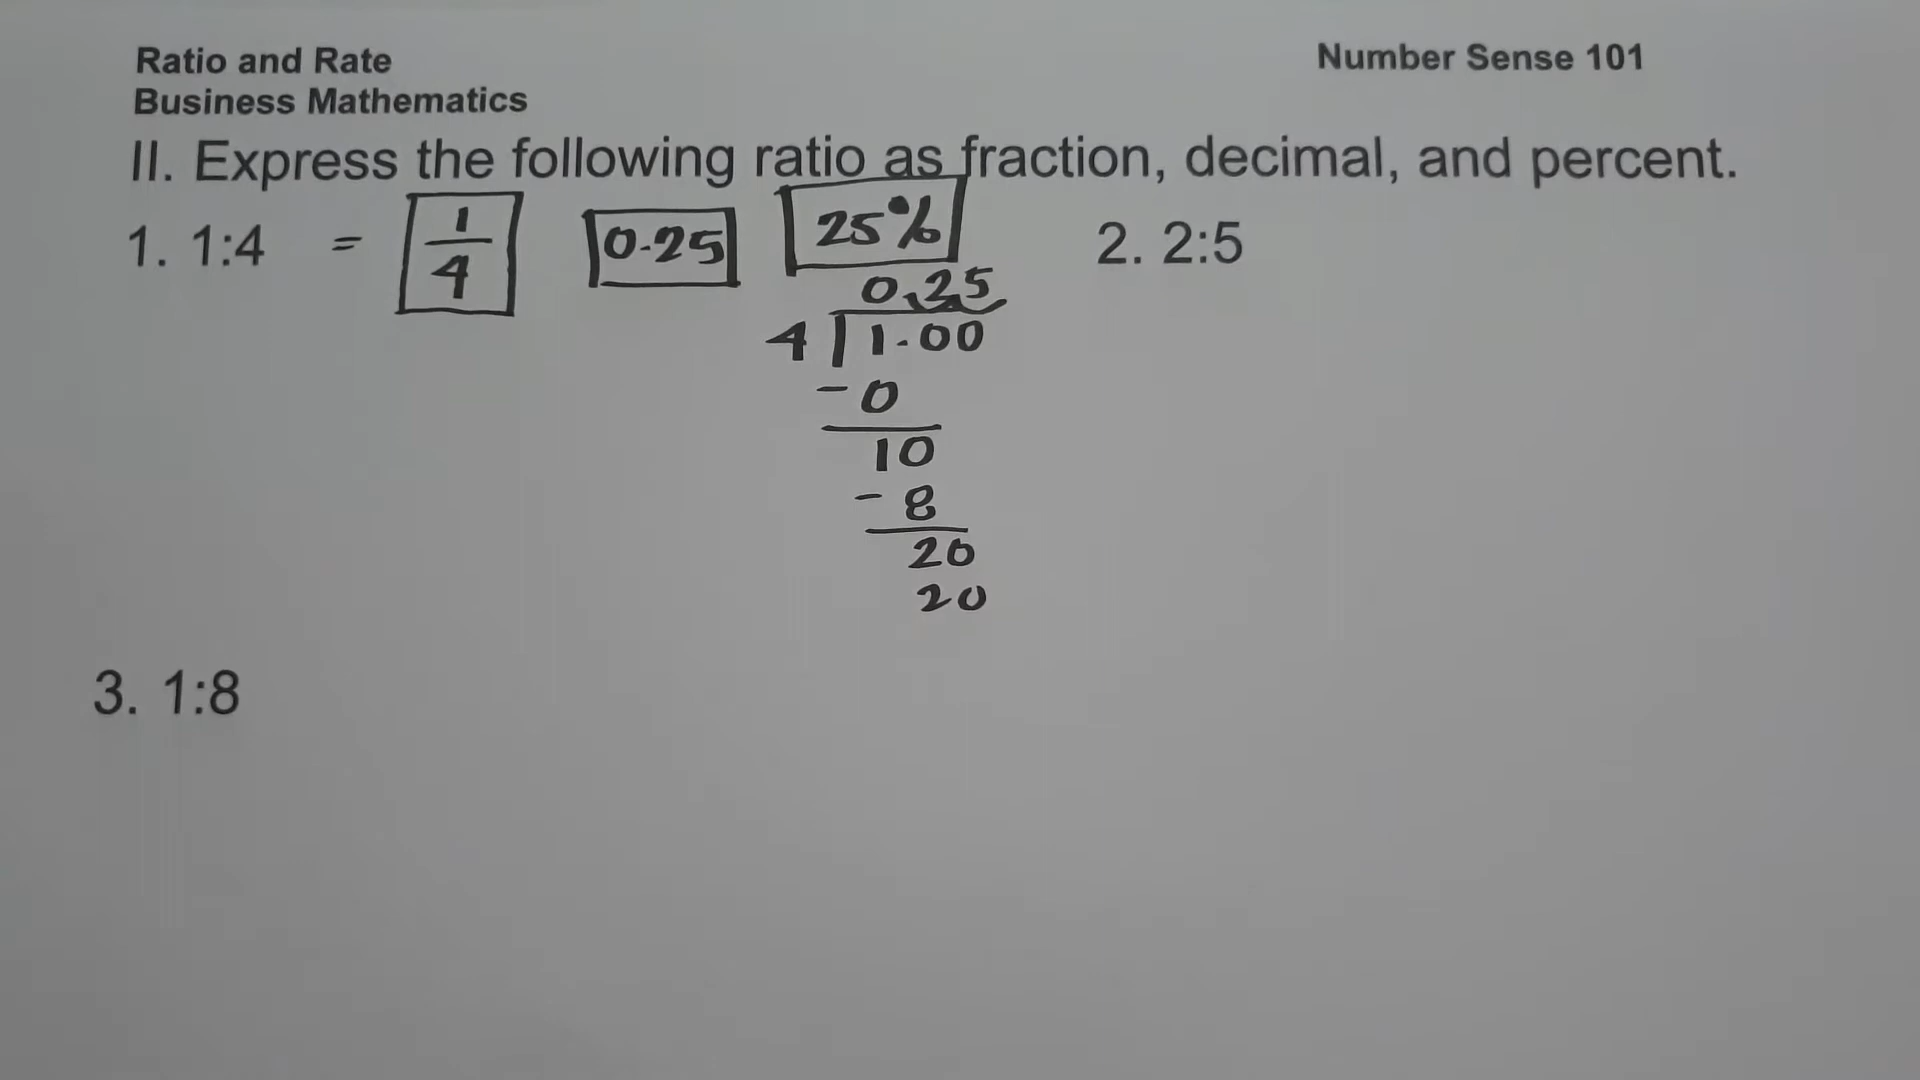 Ratio and Rate
Number Sense 101
Business Mathematics
II. Express the following ratio as fraction, decimal, and percent.
1. 1:4 = 1/4 0.25 25%
2. 2:5
0.25
4 1.00
- 0
10
- 8
20
20
3. 1:8